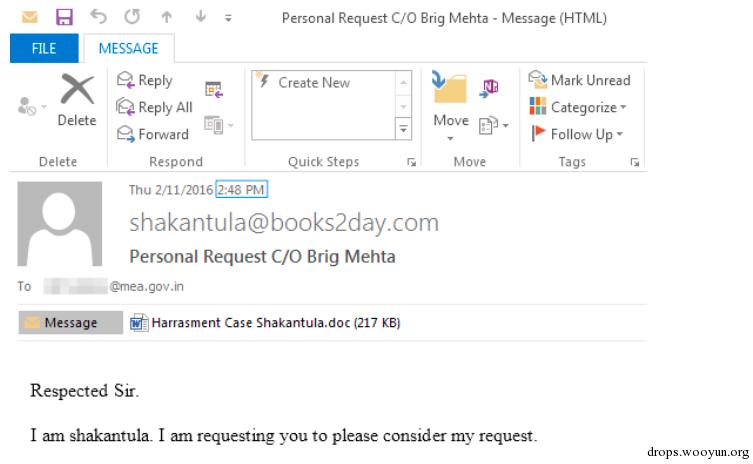 Personal Request C/O Brig Mehta - Message (HTML)
FILE MESSAGE
Delete
Reply
Reply All
Forward
Create New
Move
Mark Unread
Categorize
Follow Up
Delete Respond Quick Steps Move Tags
Thu 2/11/2016 2:48 PM
shakantula@books2day.com
Personal Request C/O Brig Mehta
To @mea.gov.in
Message Harrasment Case Shakantula.doc (217 KB)
Respected Sir.
I am shakantula. I am requesting you to please consider my request.
drops.wooyun.org